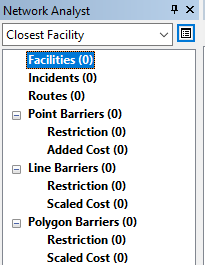 Network Analyst
Closest Facility
Facilities (0)
Incidents (0)
Routes (0)
Point Barriers (0)
Restriction (0)
Added Cost (0)
Line Barriers (0)
Restriction (0)
Scaled Cost (0)
Polygon Barriers (0)
Restriction (0)
Scaled Cost (0)